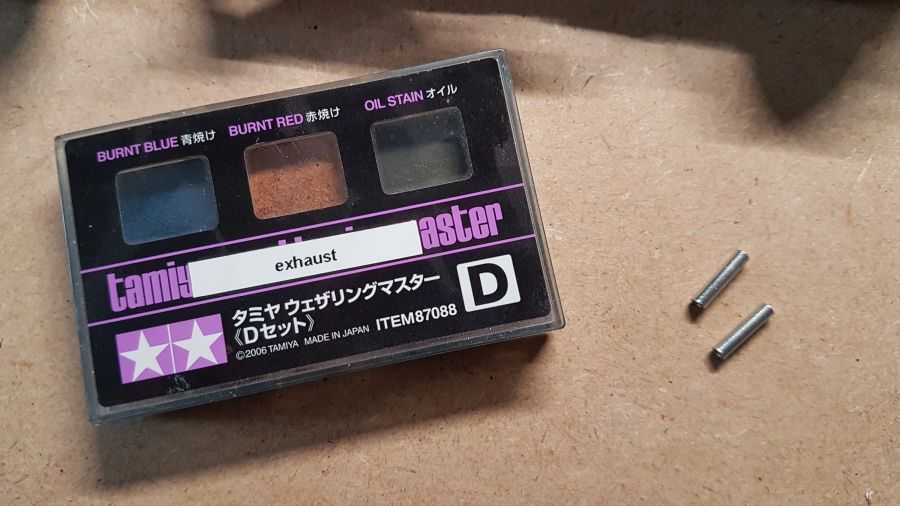 BURNT BLUE 青焼け
BURNT RED 赤焼け
OIL STAIN オイル
tamiy aster
exhaust
タミヤ ウェザリングマスター
《Dセット》
D
©2006 TAMIYA MADE IN JAPAN ITEM87088